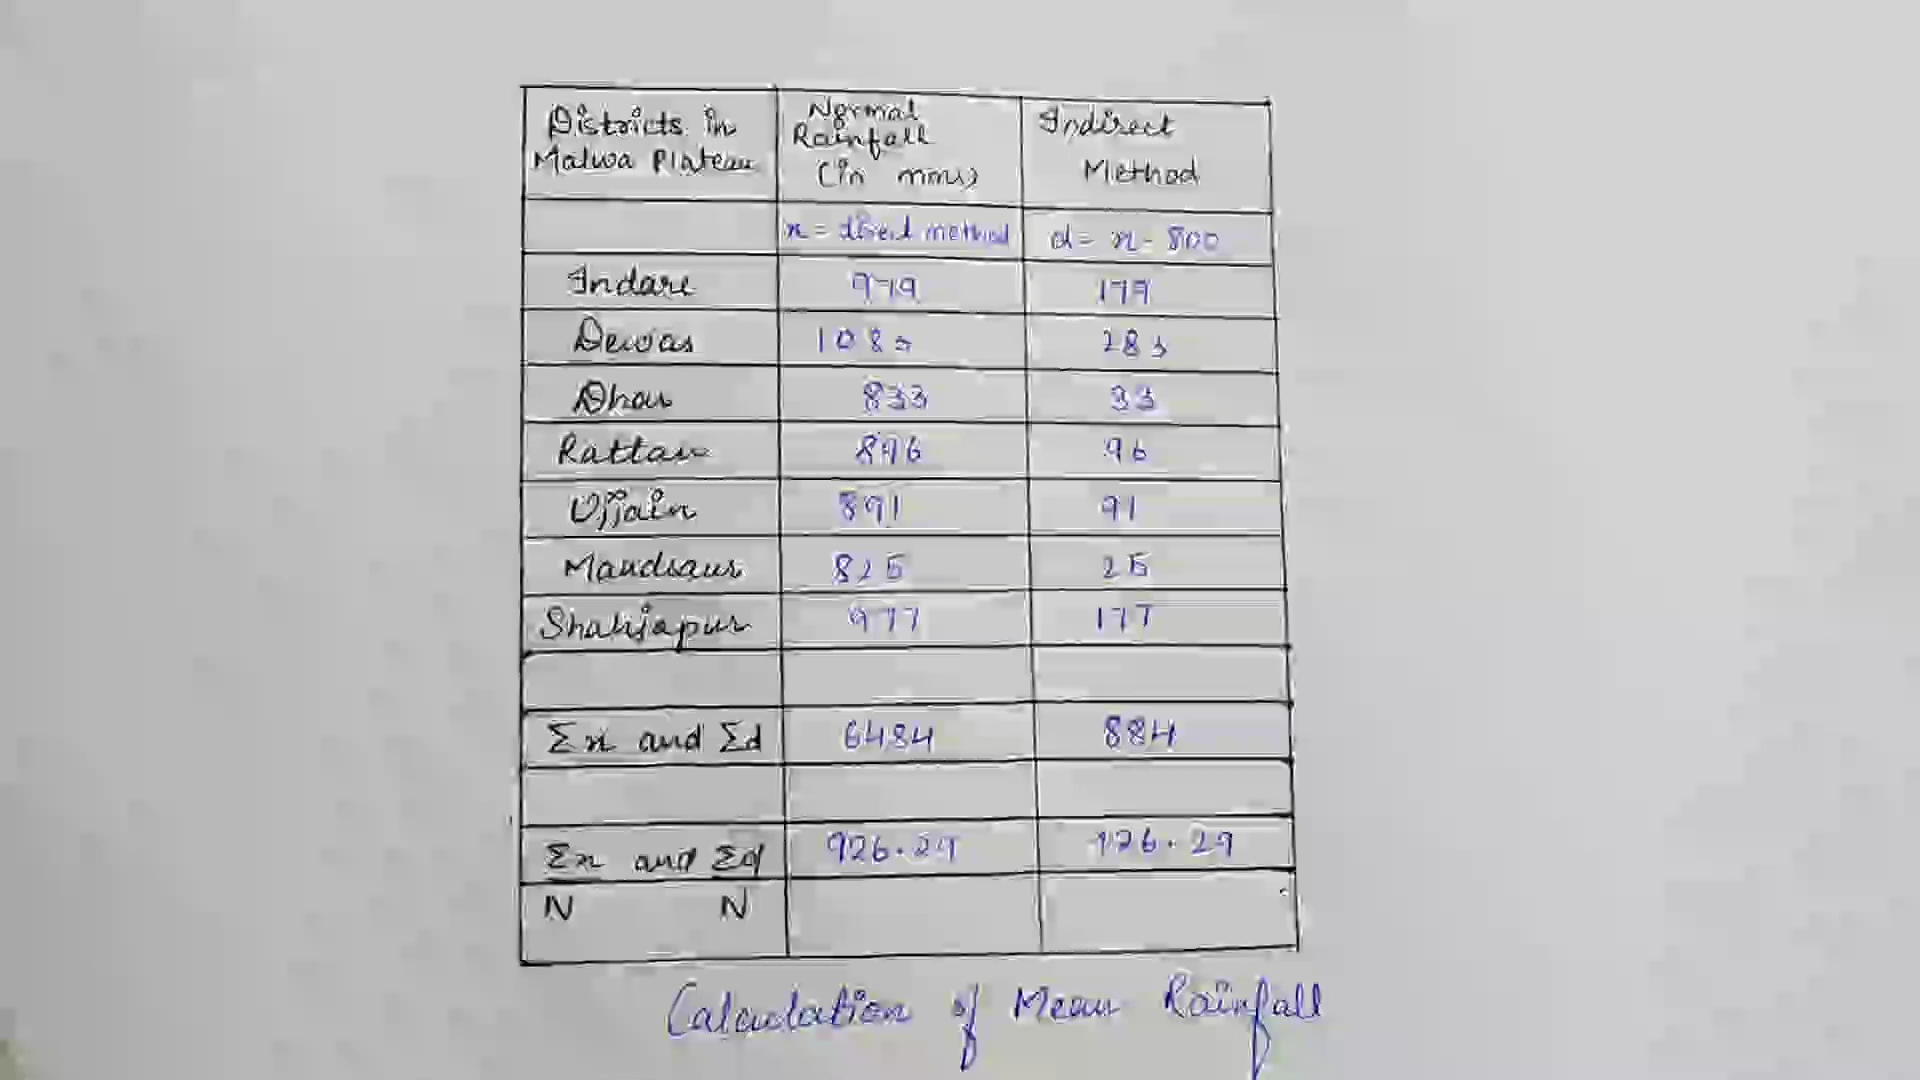 Districts in Malwa Plateau	Normal Rainfall (in mms)	Indirect Method
x = direct method	d = x - 800
Indare	979	179
Dewas	1083	283
Dhar	833	33
Rattam	896	96
Ujjain	891	91
Mandsaur	825	25
Shahjapur	977	177
Σx and Σd	6484	884
Σx and Σd	926.29	126.29
N N
Calculation of Mean Rainfall